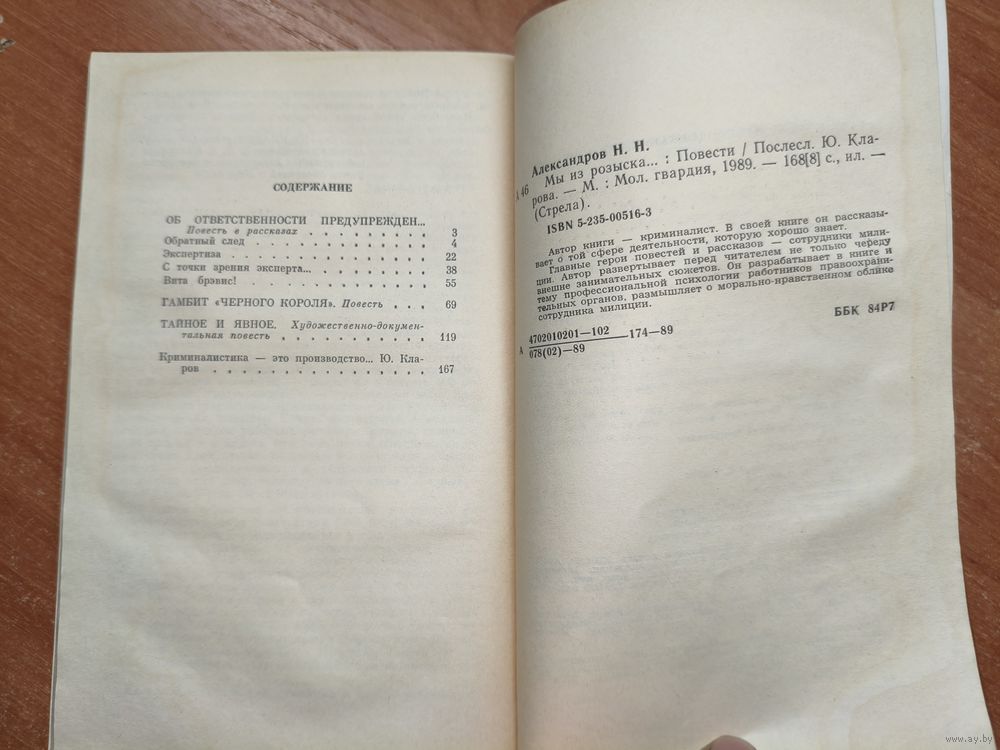 СОДЕРЖАНИЕ
ОБ ОТВЕТСТВЕННОСТИ ПРЕДУПРЕЖДЕН...
Повесть в рассказах . . . . . . . . 3
Обратный след . . . . . . . . . . . 4
Экспертиза . . . . . . . . . . . . 22
С точки зрения эксперта... . . . . . . 38
Вита брэвис! . . . . . . . . . . . 55
ГАМБИТ «ЧЕРНОГО КОРОЛЯ». Повесть . . . 69
ТАЙНОЕ И ЯВНОЕ. Художественно-докумен-
тальная повесть . . . . . . . . . . 119
Криминалистика — это производство... Ю. Кла-
ров . . . . . . . . . . . . . . . 167
Александров Н. Н.
А 46 Мы из розыска... : Повести / Послесл. Ю. Кла-
рова. — М. : Мол. гвардия, 1989. — 168[8] с., ил. —
(Стрела).
ISBN 5-235-00516-3
Автор книги — криминалист. В своей книге он рассказы-
вает о той сфере деятельности, которую хорошо знает.
Главные герои повестей и рассказов — сотрудники мили-
ции. Автор развертывает перед читателем не только череду
внешне занимательных сюжетов. Он разрабатывает в книге и
тему профессиональной психологии работников правоохрани-
тельных органов, размышляет о морально-нравственном облике
сотрудника милиции.
ББК 84Р7
А 4702010201—102
078(02)—89 174—89
www.ay.by